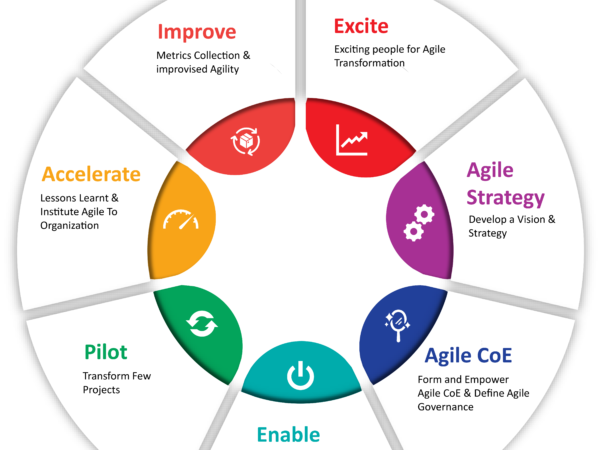 Improve
Metrics Collection &
improvised Agility
Excite
Exciting people for Agile
Transformation
Accelerate
Lessons Learnt &
Institute Agile To
Organization
Agile
Strategy
Develop a Vision &
Strategy
Pilot
Transform Few
Projects
Agile CoE
Form and Empower
Agile CoE & Define Agile
Governance
Enable